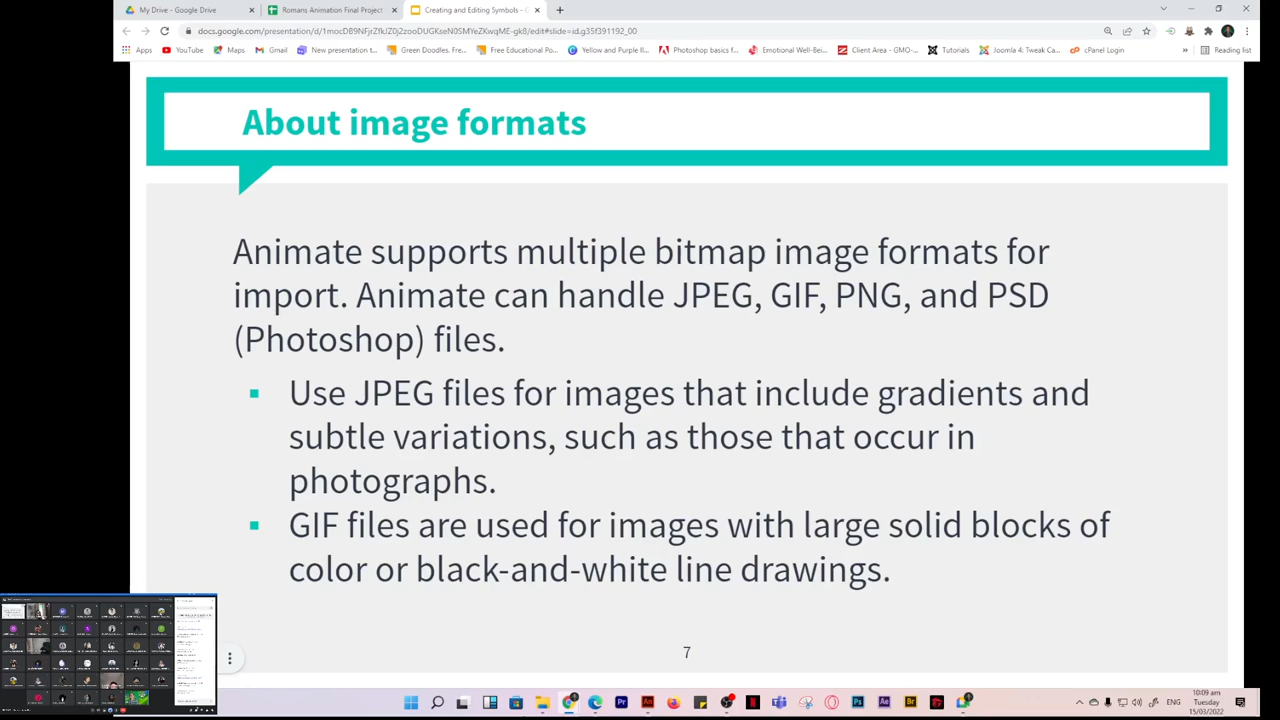 My Drive - Google Drive
Romans Animation Final Project
Creating and Editing Symbols -
docs.google.com/presentation/d/1mocDB9NFjrZfkIZ0j2zooDUGKseN0SMYeZKwqME-gk8/edit#slide=id.g35f391192_00
Apps YouTube Maps Gmail New presentation t Green Doodles. Free Free Educational Po Yellow and Purple Il Photoshop basics f Emotional Well-Be Client Area - GMO- Tutorials Joomla 4: Tweak Ca cPanel Login » Reading list
About image formats
Animate supports multiple bitmap image formats for
import. Animate can handle JPEG, GIF, PNG, and PSD
(Photoshop) files.
Use JPEG files for images that include gradients and
subtle variations, such as those that occur in
photographs.
GIF files are used for images with large solid blocks of
color or black-and-white line drawings.
7
10:09 am
Tuesday
15/03/2022